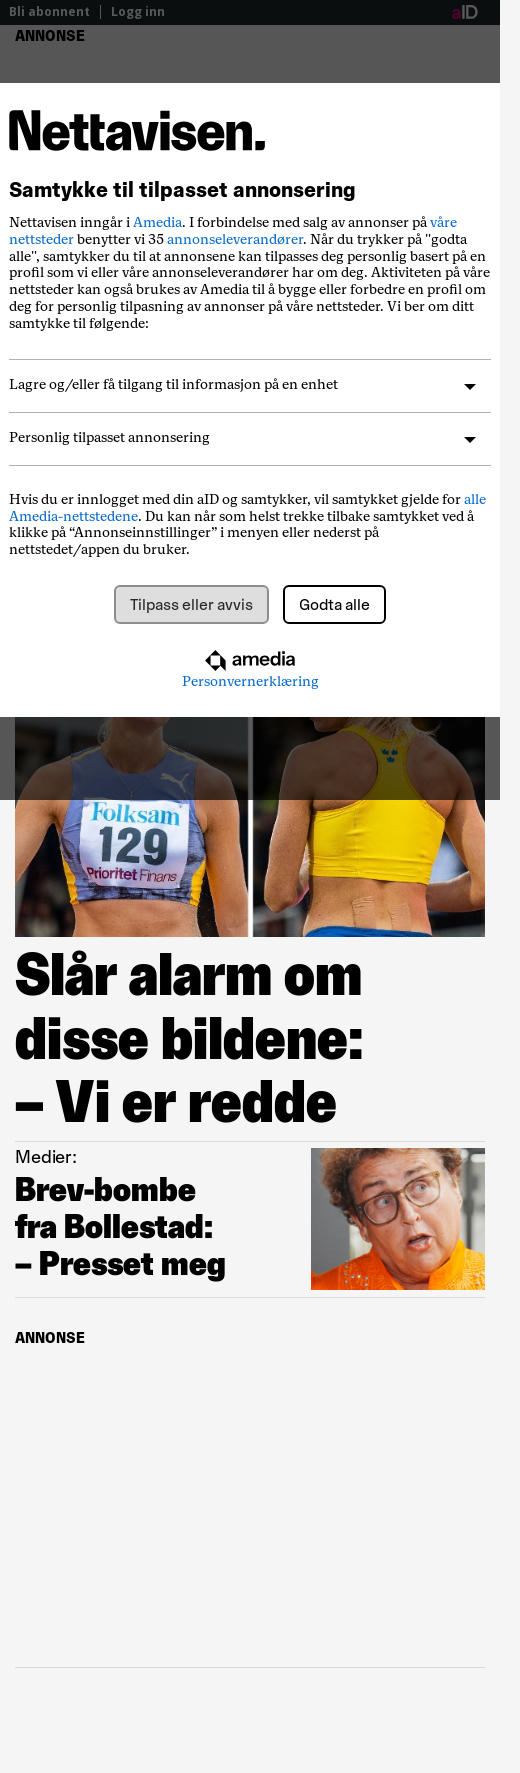 Bli abonnent | Logg inn
aID
ANNONSE
Nettavisen.
Samtykke til tilpasset annonsering
Nettavisen inngår i Amedia. I forbindelse med salg av annonser på våre
nettsteder benytter vi 35 annonseleverandører. Når du trykker på "godta
alle", samtykker du til at annonsene kan tilpasses deg personlig basert på en
profil som vi eller våre annonseleverandører har om deg. Aktiviteten på våre
nettsteder kan også brukes av Amedia til å bygge eller forbedre en profil om
deg for personlig tilpasning av annonser på våre nettsteder. Vi ber om ditt
samtykke til følgende:
Lagre og/eller få tilgang til informasjon på en enhet
Personlig tilpasset annonsering
Hvis du er innlogget med din aID og samtykker, vil samtykket gjelde for alle
Amedia-nettstedene. Du kan når som helst trekke tilbake samtykket ved å
klikke på “Annonseinnstillinger” i menyen eller nederst på
nettstedet/appen du bruker.
Tilpass eller avvis
Godta alle
amedia
Personvernerklæring
Folksam
129
Prioritet Finans
Slår alarm om
disse bildene:
– Vi er redde
Medier:
Brev-bombe
fra Bollestad:
– Presset meg
ANNONSE